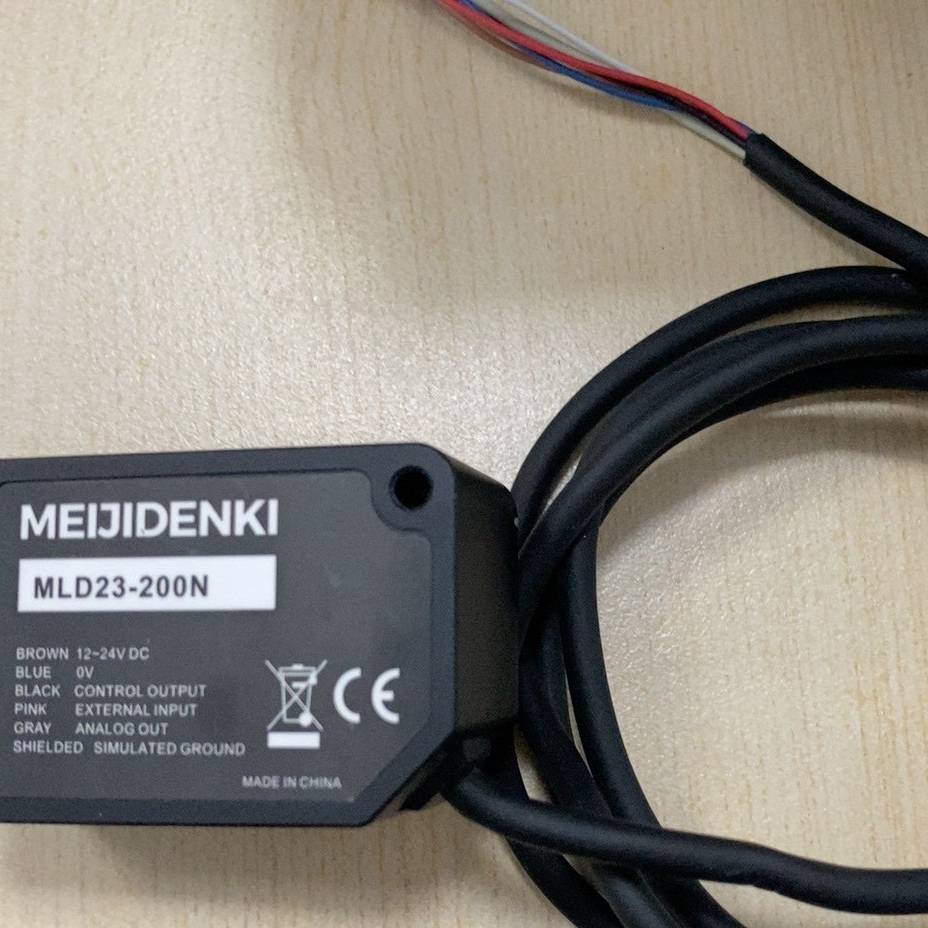 MEIJIDENKI
MLD23-200N
BROWN 12~24V DC
BLUE 0V
BLACK CONTROL OUTPUT
PINK EXTERNAL INPUT
GRAY ANALOG OUT
SHIELDED SIMULATED GROUND
CE
MADE IN CHINA